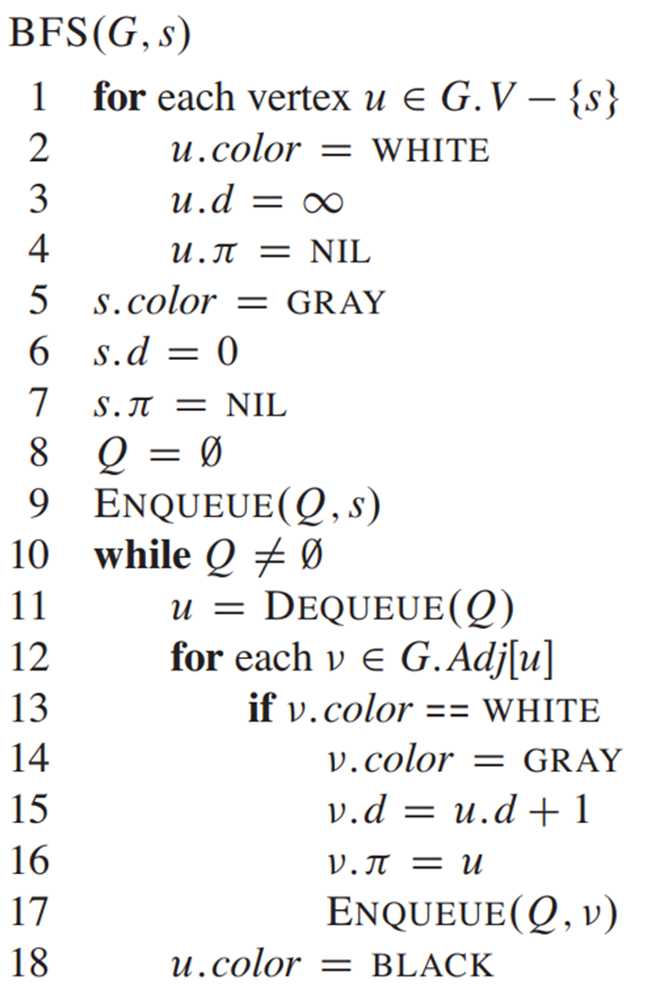 BFS(G, s)
1 for each vertex u ∈ G.V − {s}
2 u.color = WHITE
3 u.d = ∞
4 u.π = NIL
5 s.color = GRAY
6 s.d = 0
7 s.π = NIL
8 Q = ∅
9 ENQUEUE(Q, s)
10 while Q ≠ ∅
11 u = DEQUEUE(Q)
12 for each v ∈ G.Adj[u]
13 if v.color == WHITE
14 v.color = GRAY
15 v.d = u.d + 1
16 v.π = u
17 ENQUEUE(Q, v)
18 u.color = BLACK